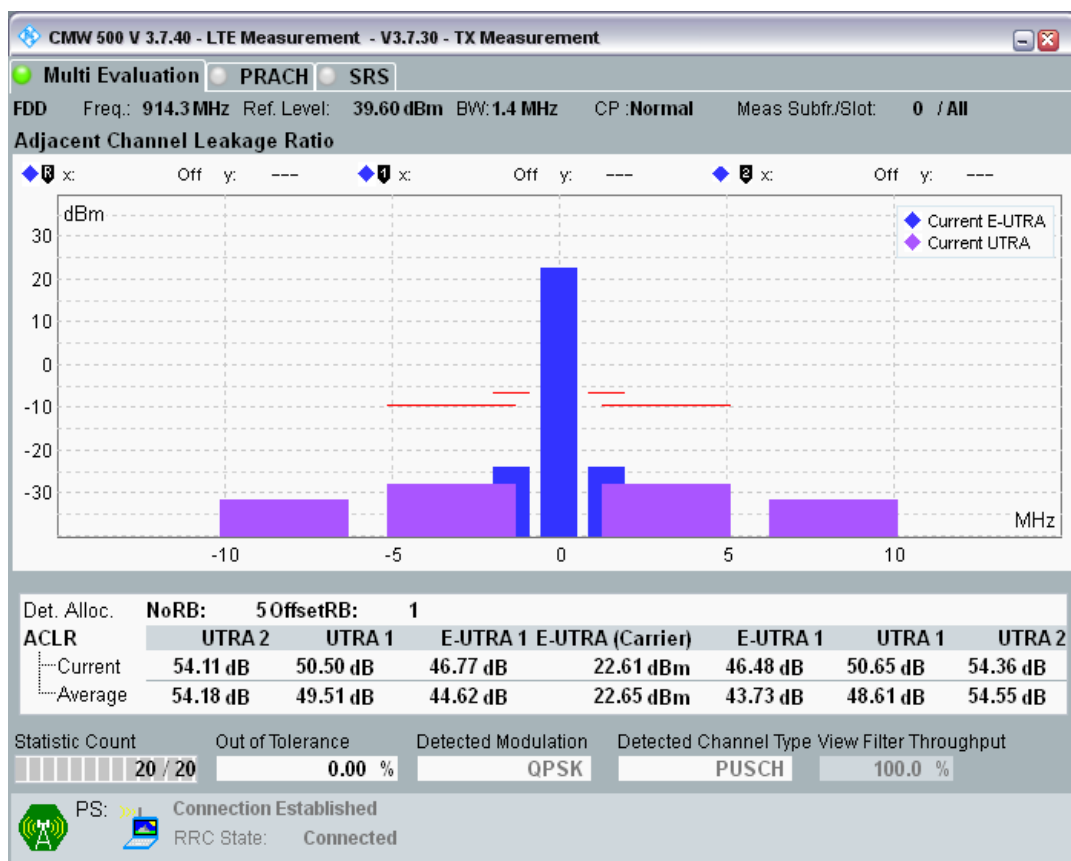 CMW 500 V 3.7.40 - LTE Measurement - V3.7.30 - TX Measurement
Multi Evaluation PRACH SRS
FDD Freq.: 914.3 MHz Ref. Level: 39.60 dBm BW:1.4 MHz CP :Normal Meas Subfr./Slot: 0 / All
Adjacent Channel Leakage Ratio
R x: Off y: --- 1 x: Off y: --- 2 x: Off y: ---
dBm
Current E-UTRA
Current UTRA
30
20
10
0
-10
-20
-30
MHz
-10 -5 0 5 10
Det. Alloc. NoRB: 5 OffsetRB: 1
ACLR UTRA 2 UTRA 1 E-UTRA 1 E-UTRA (Carrier) E-UTRA 1 UTRA 1 UTRA 2
Current 54.11 dB 50.50 dB 46.77 dB 22.61 dBm 46.48 dB 50.65 dB 54.36 dB
Average 54.18 dB 49.51 dB 44.62 dB 22.65 dBm 43.73 dB 48.61 dB 54.55 dB
Statistic Count Out of Tolerance Detected Modulation Detected Channel Type View Filter Throughput
20 / 20 0.00 % QPSK PUSCH 100.0 %
PS: Connection Established
RRC State: Connected